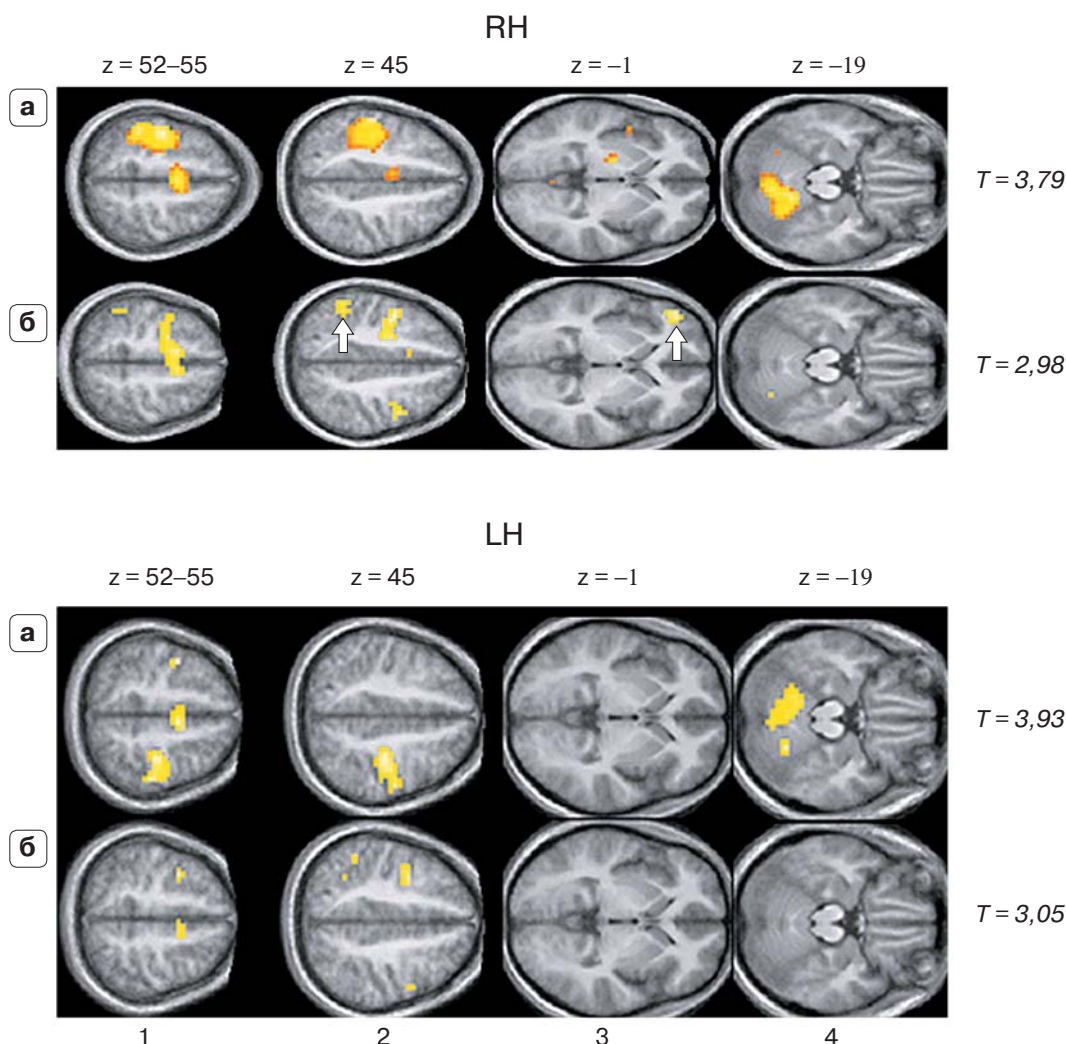 RH
z = 52–55 z = 45 z = –1 z = –19
а T = 3,79
б T = 2,98
LH
z = 52–55 z = 45 z = –1 z = –19
а T = 3,93
б T = 3,05
1 2 3 4